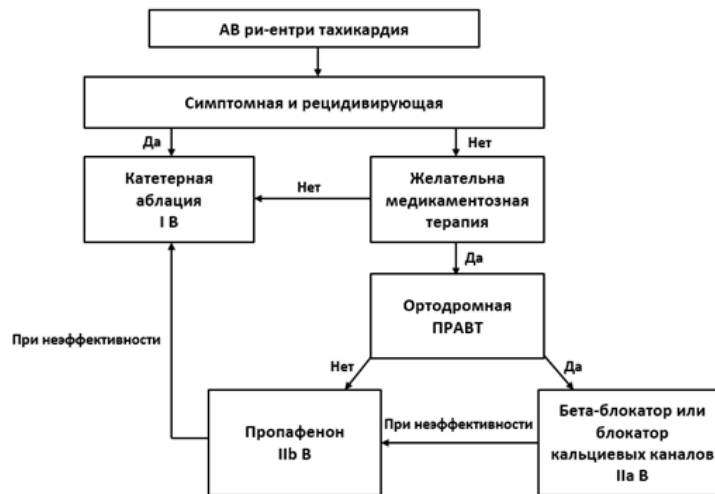 АВ ри-ентри тахикардия
Симптомная и рецидивирующая
Да
Нет
Катетерная
аблация
I B
Нет
Желательна
медикаментозная
терапия
Да
Ортодромная
ПРАВТ
При неэффективности
Нет
Да
Пропафенон
IIb B
При неэффективности
Бета-блокатор или
блокатор
кальциевых каналов
IIa B